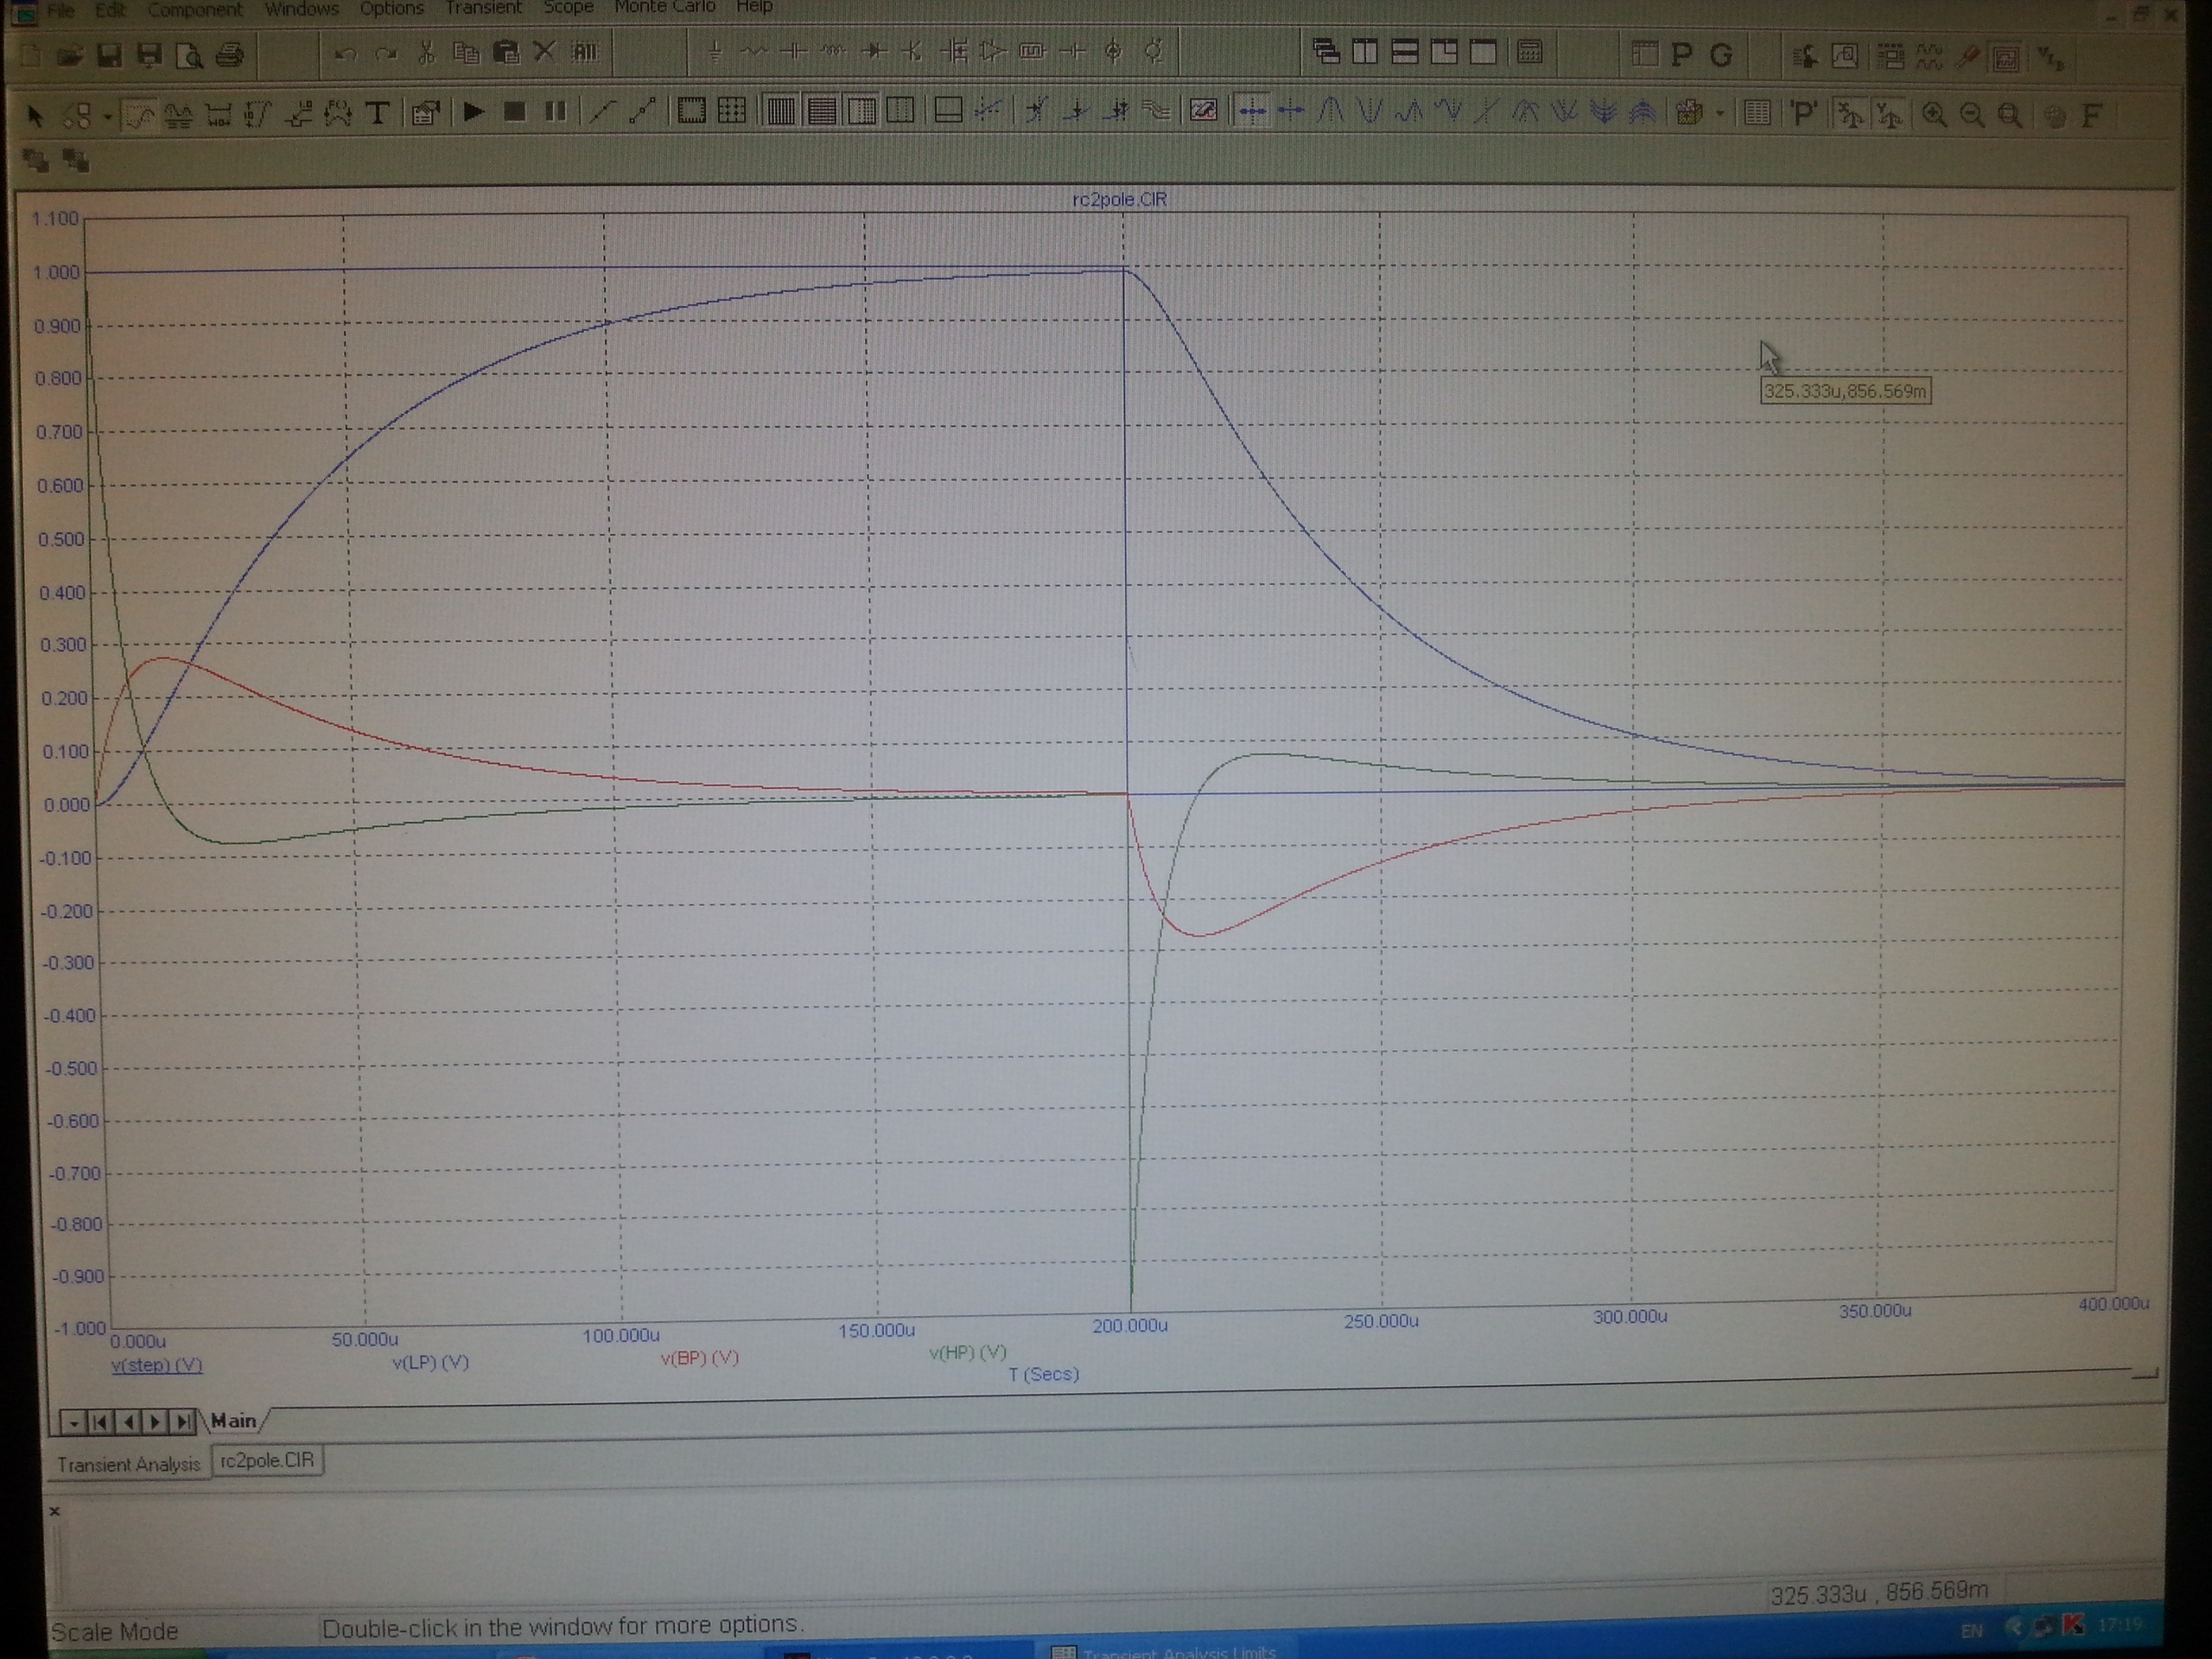 File Edit Component Windows Options Transient Scope Monte Carlo Help
P G
T 'P' F
rc2pole.CIR
1.100
1.000
0.900
0.800
325.333u,856.569m
0.700
0.600
0.500
0.400
0.300
0.200
0.100
0.000
-0.100
-0.200
-0.300
-0.400
-0.500
-0.600
-0.700
-0.800
-0.900
-1.000
0.000u 50.000u 100.000u 150.000u 200.000u 250.000u 300.000u 350.000u 400.000u
v(step) (V) v(LP) (V) v(BP) (V) v(HP) (V)
T (Secs)
Main
Transient Analysis rc2pole.CIR
325.333u , 856.569m
Scale Mode Double-click in the window for more options.
EN 17:19
Transient Analysis Limits